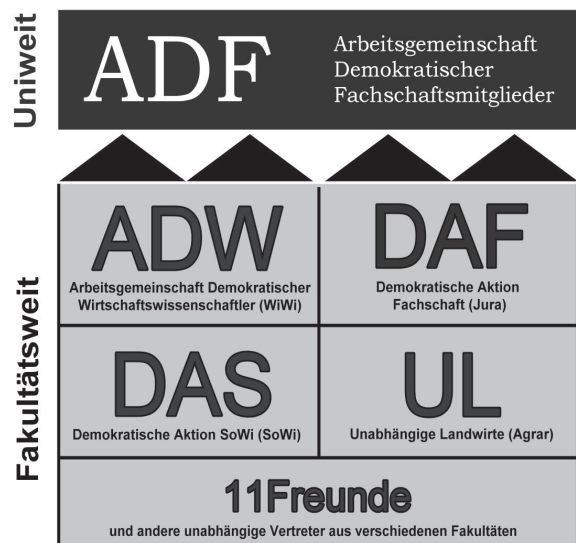 Uniweit
ADF
Arbeitsgemeinschaft
Demokratischer
Fachschaftsmitglieder
Fakultätsweit
ADW
Arbeitsgemeinschaft Demokratischer
Wirtschaftswissenschaftler (WiWi)
DAF
Demokratische Aktion
Fachschaft (Jura)
DAS
Demokratische Aktion SoWi (SoWi)
UL
Unabhängige Landwirte (Agrar)
11Freunde
und andere unabhängige Vertreter aus verschiedenen Fakultäten